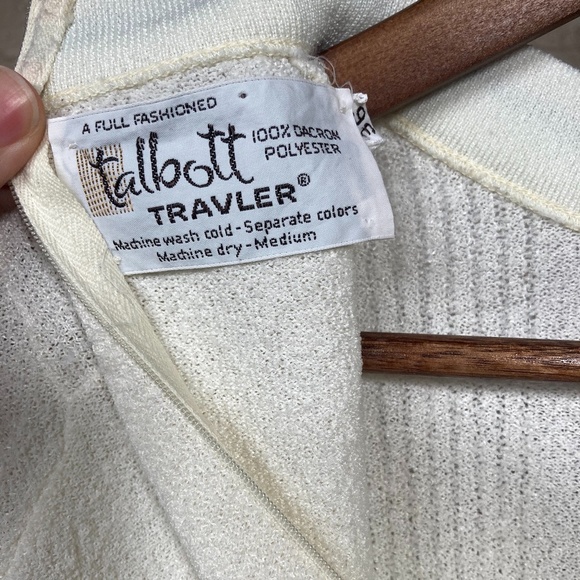 A FULL FASHIONED
talbott
100% DACRON
POLYESTER
TRAVLER®
Machine wash cold - Separate colors
Machine dry - Medium